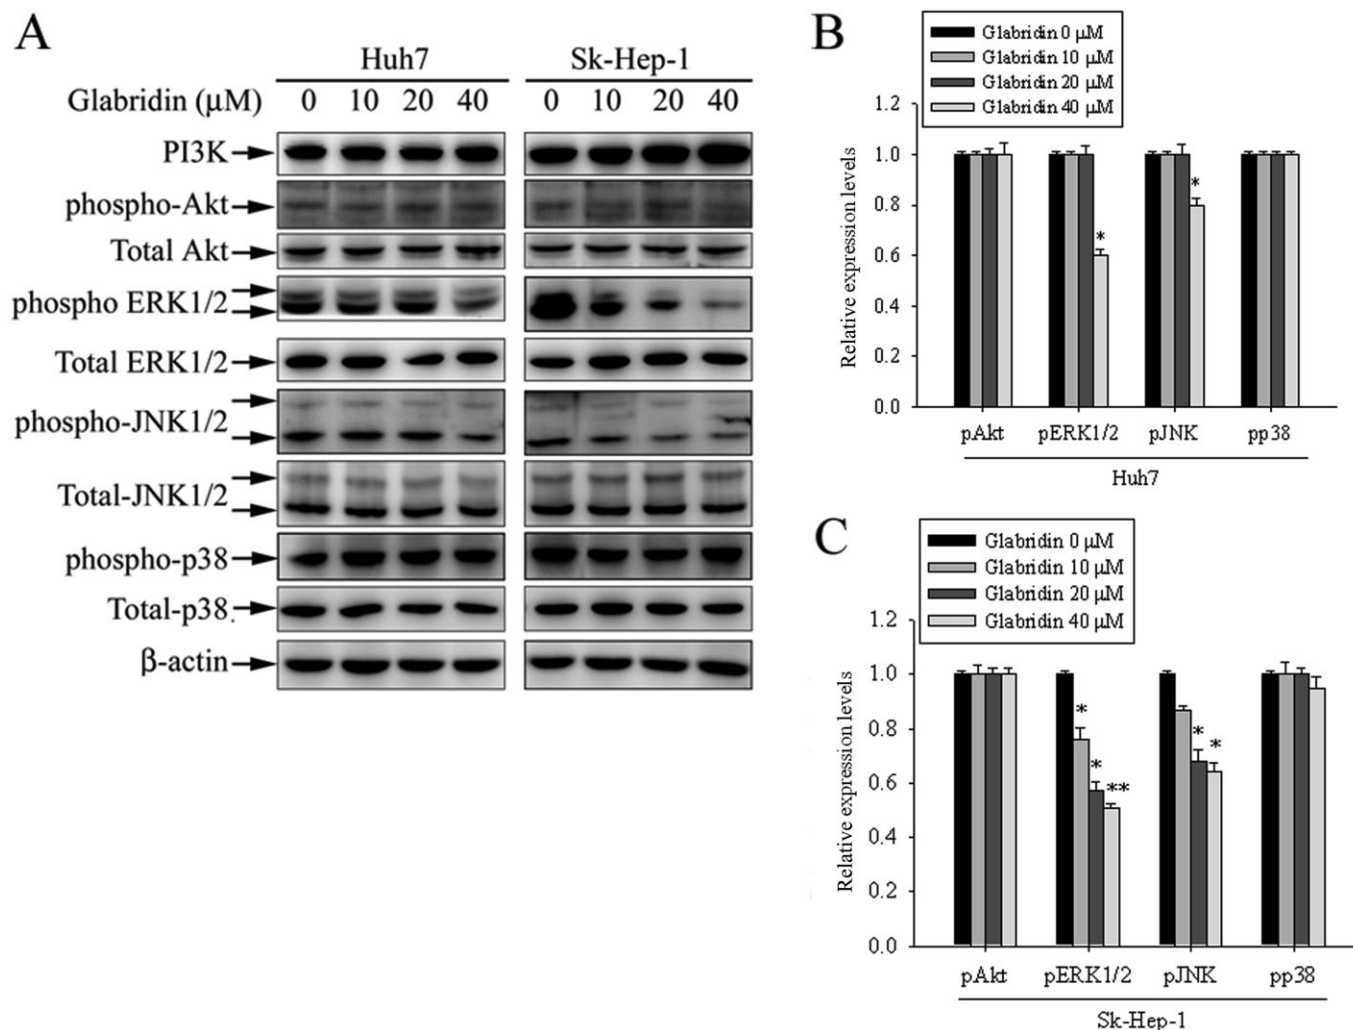 A
Huh7 Sk-Hep-1
Glabridin (μM) 0 10 20 40 0 10 20 40
PI3K
phospho-Akt
Total Akt
phospho ERK1/2
Total ERK1/2
phospho-JNK1/2
Total-JNK1/2
phospho-p38
Total-p38
β-actin
B
Glabridin 0 μM
Glabridin 10 μM
Glabridin 20 μM
Glabridin 40 μM
Relative expression levels
1.2
1.0
0.8
0.6
0.4
0.2
0.0
*
*
pAkt pERK1/2 pJNK pp38
Huh7
C
Glabridin 0 μM
Glabridin 10 μM
Glabridin 20 μM
Glabridin 40 μM
Relative expression levels
1.2
1.0
0.8
0.6
0.4
0.2
0.0
*
*
**
*
*
pAkt pERK1/2 pJNK pp38
Sk-Hep-1